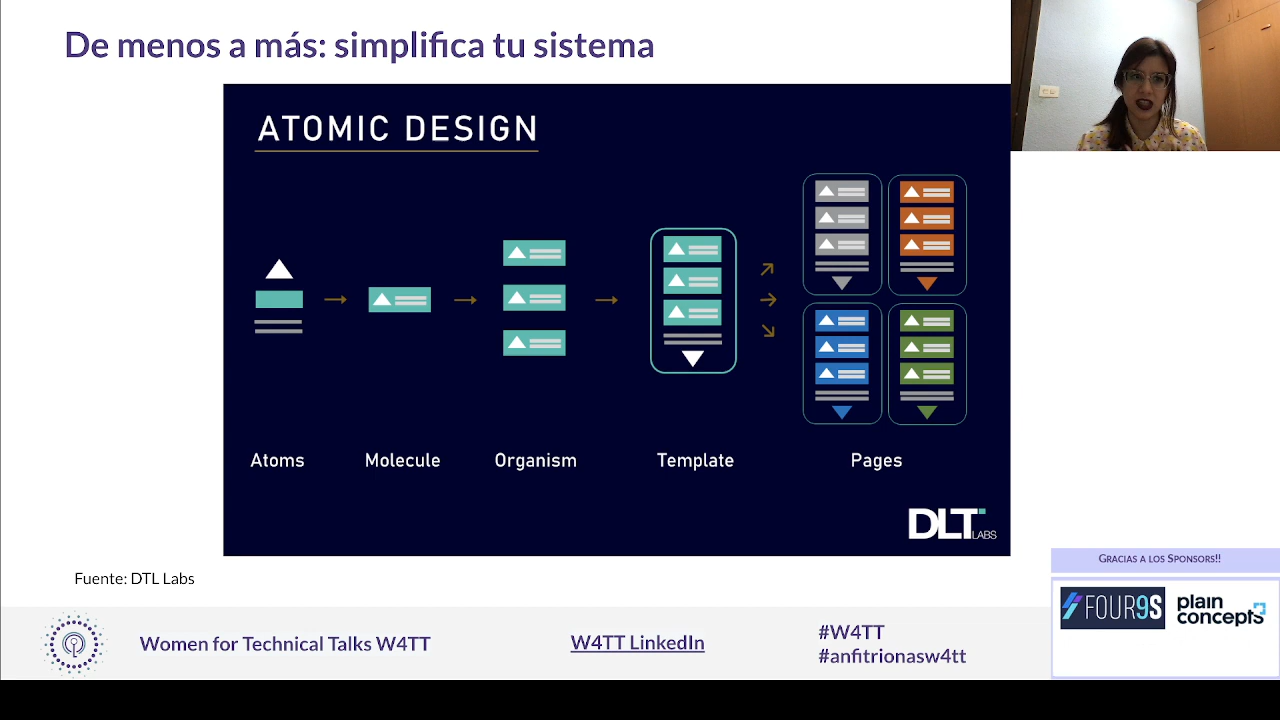 De menos a más: simplifica tu sistema
ATOMIC DESIGN
Atoms
Molecule
Organism
Template
Pages
DLT LABS
Fuente: DTL Labs
GRACIAS A LOS SPONSORS!!
FOUR9S
plain
concepts
Women for Technical Talks W4TT
W4TT LinkedIn
#W4TT
#anfitrionasw4tt